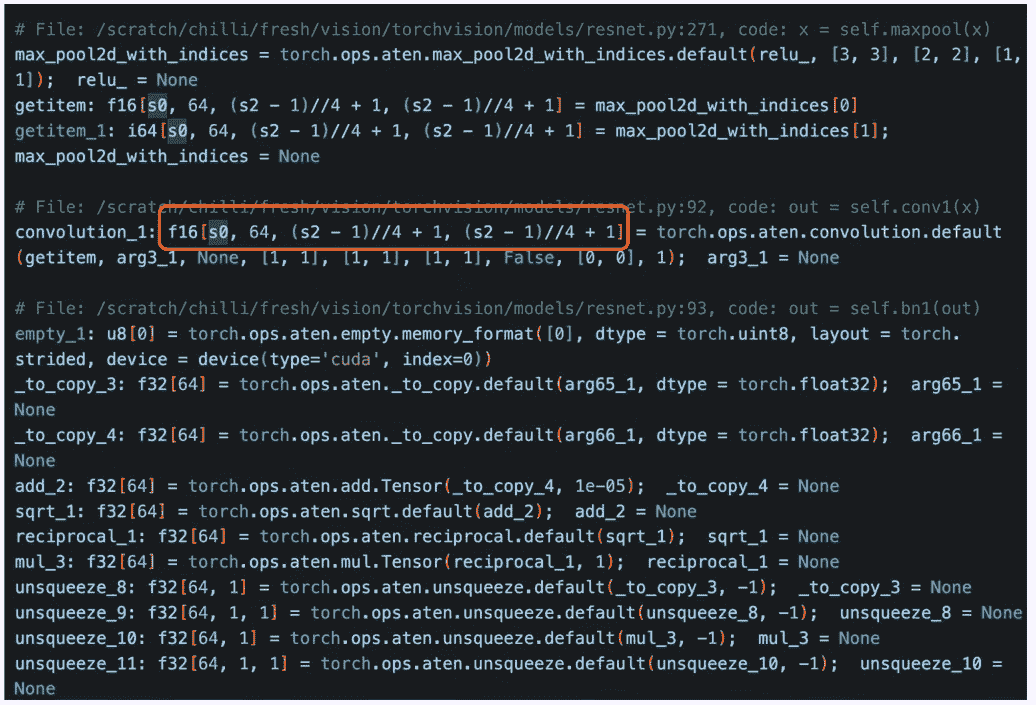 # File: /scratch/chilli/fresh/vision/torchvision/models/resnet.py:271, code: x = self.maxpool(x)
max_pool2d_with_indices = torch.ops.aten.max_pool2d_with_indices.default(relu_, [3, 3], [2, 2], [1,
1]);  relu_ = None
getitem: f16[s0, 64, (s2 - 1)//4 + 1, (s2 - 1)//4 + 1] = max_pool2d_with_indices[0]
getitem_1: i64[s0, 64, (s2 - 1)//4 + 1, (s2 - 1)//4 + 1] = max_pool2d_with_indices[1];
max_pool2d_with_indices = None
# File: /scratch/chilli/fresh/vision/torchvision/models/resnet.py:92, code: out = self.conv1(x)
convolution_1: f16[s0, 64, (s2 - 1)//4 + 1, (s2 - 1)//4 + 1] = torch.ops.aten.convolution.default
(getitem, arg3_1, None, [1, 1], [1, 1], [1, 1], False, [0, 0], 1);  arg3_1 = None
# File: /scratch/chilli/fresh/vision/torchvision/models/resnet.py:93, code: out = self.bn1(out)
empty_1: u8[0] = torch.ops.aten.empty.memory_format([0], dtype = torch.uint8, layout = torch.
strided, device = device(type='cuda', index=0))
_to_copy_3: f32[64] = torch.ops.aten._to_copy.default(arg65_1, dtype = torch.float32);  arg65_1 =
None
_to_copy_4: f32[64] = torch.ops.aten._to_copy.default(arg66_1, dtype = torch.float32);  arg66_1 =
None
add_2: f32[64] = torch.ops.aten.add.Tensor(_to_copy_4, 1e-05);  _to_copy_4 = None
sqrt_1: f32[64] = torch.ops.aten.sqrt.default(add_2);  add_2 = None
reciprocal_1: f32[64] = torch.ops.aten.reciprocal.default(sqrt_1);  sqrt_1 = None
mul_3: f32[64] = torch.ops.aten.mul.Tensor(reciprocal_1, 1);  reciprocal_1 = None
unsqueeze_8: f32[64, 1] = torch.ops.aten.unsqueeze.default(_to_copy_3, -1);  _to_copy_3 = None
unsqueeze_9: f32[64, 1, 1] = torch.ops.aten.unsqueeze.default(unsqueeze_8, -1);  unsqueeze_8 = None
unsqueeze_10: f32[64, 1] = torch.ops.aten.unsqueeze.default(mul_3, -1);  mul_3 = None
unsqueeze_11: f32[64, 1, 1] = torch.ops.aten.unsqueeze.default(unsqueeze_10, -1);  unsqueeze_10 =
None